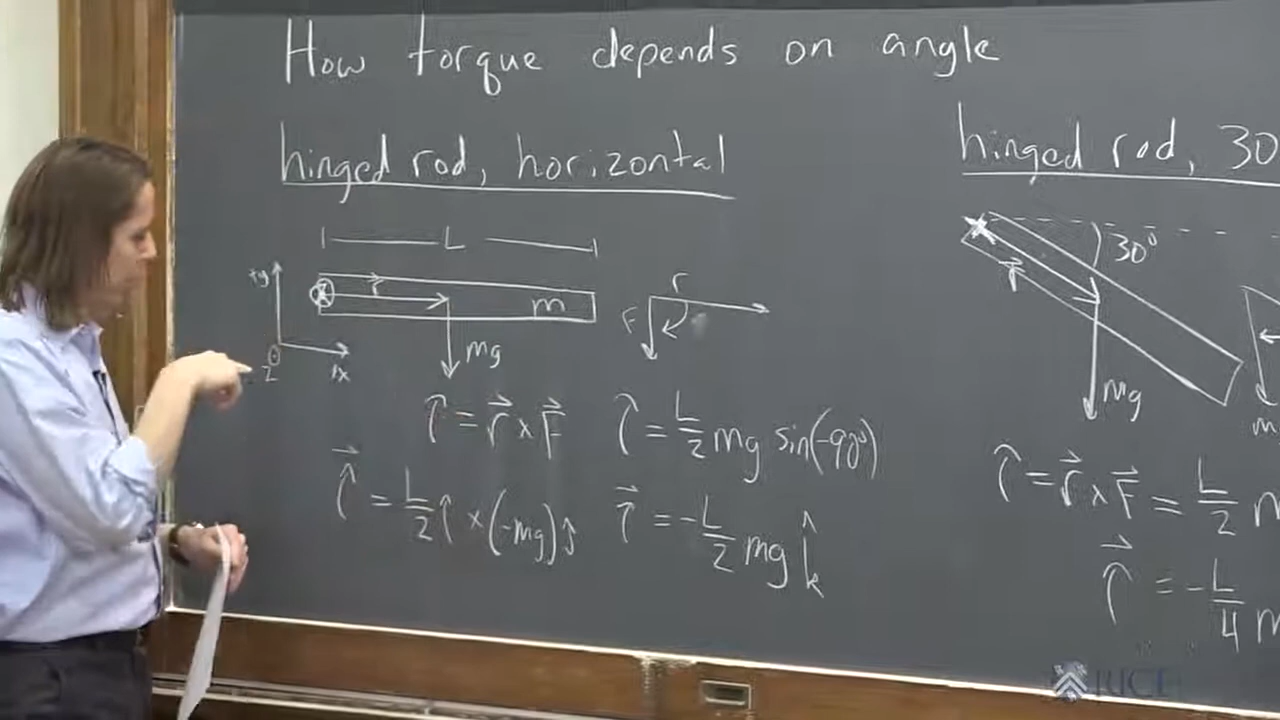 How torque depends on angle
hinged rod, horizontal
L
+y
r⃗
m
mg
z
+x
r
F
τ = r⃗ × F⃗
τ = L/2 mg sin(-90°)
τ⃗ = L/2 î × (-mg) ĵ
τ⃗ = -L/2 mg k̂
hinged rod, 30
30°
r⃗
mg
m
τ = r⃗ × F⃗ = L/2 m
τ⃗ = -L/4 m
RICE